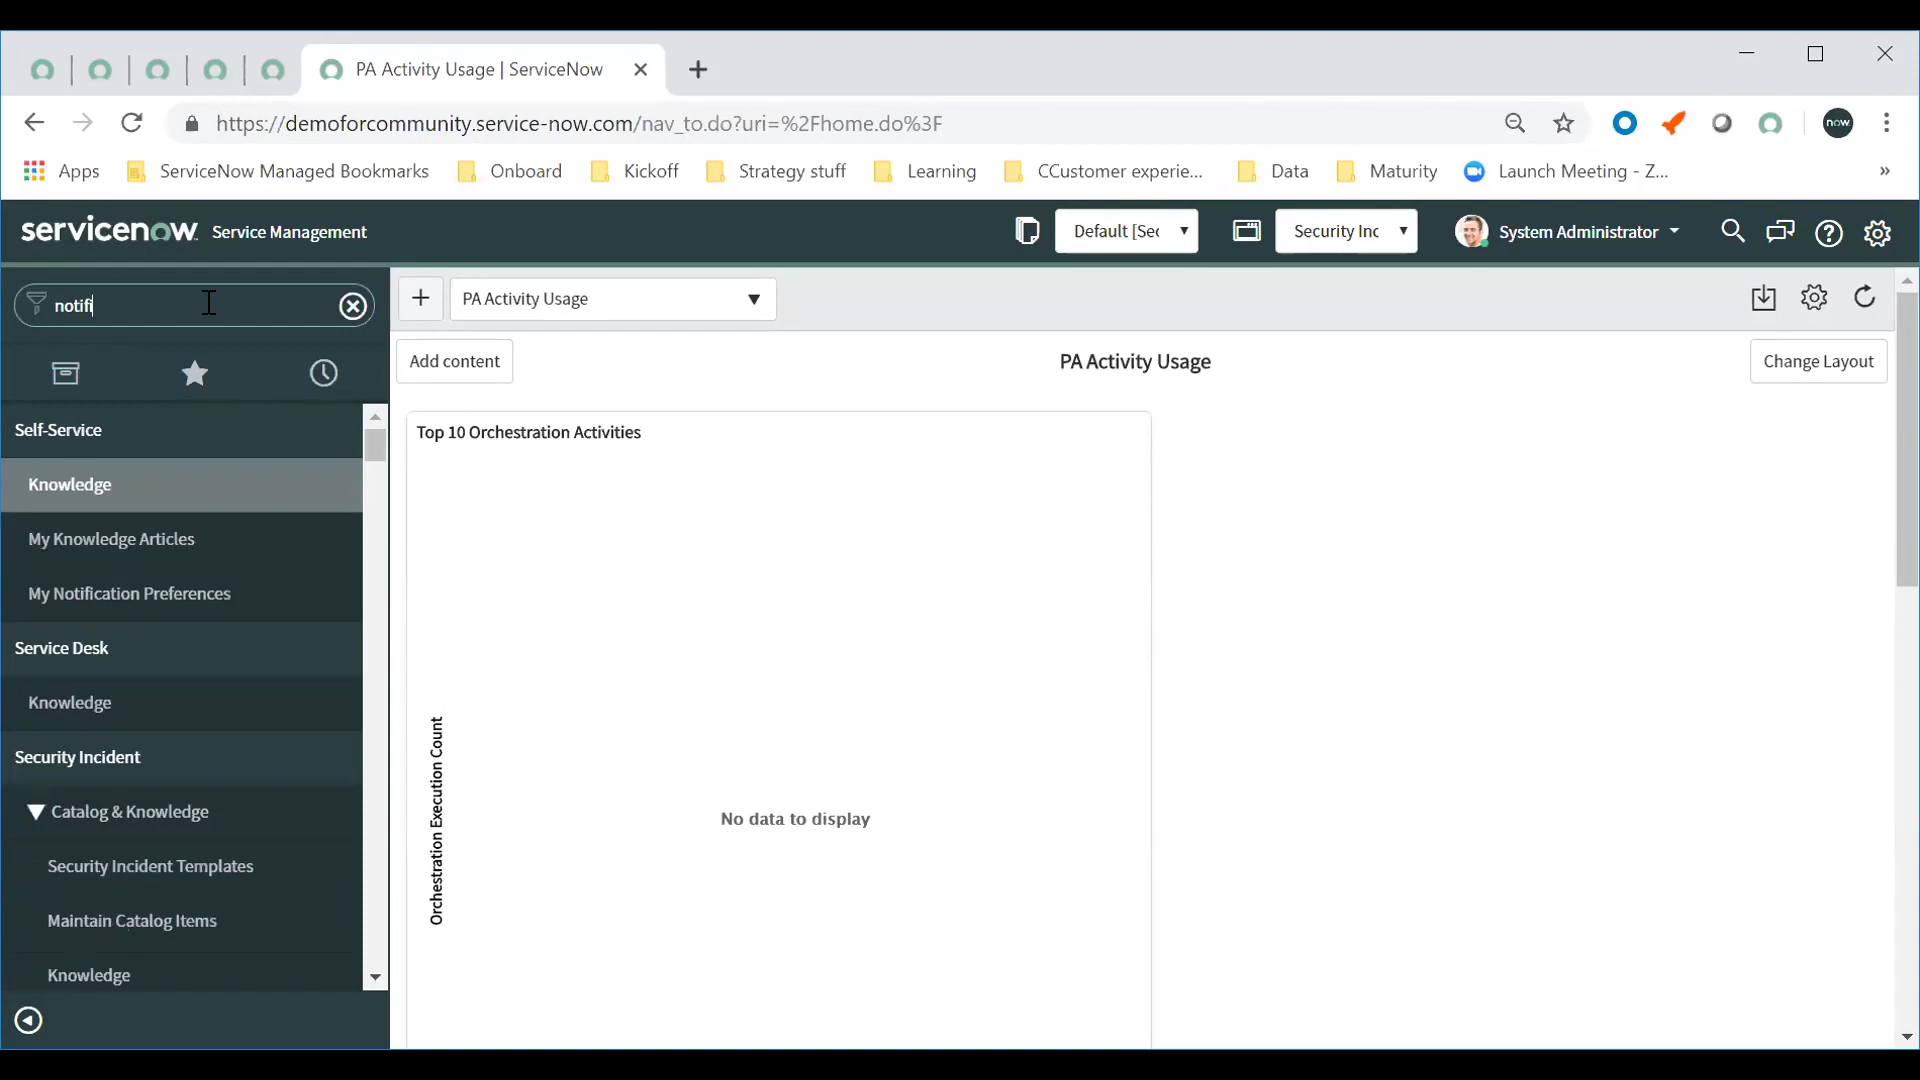 PA Activity Usage | ServiceNow
https://demoforcommunity.service-now.com/nav_to.do?uri=%2Fhome.do%3F
now
Apps
ServiceNow Managed Bookmarks
Onboard
Kickoff
Strategy stuff
Learning
CCustomer experie...
Data
Maturity
Launch Meeting - Z...
»
servicenow
Service Management
Default [Sec
Security Inc
System Administrator
notifi
PA Activity Usage
Add content
PA Activity Usage
Change Layout
Self-Service
Knowledge
My Knowledge Articles
My Notification Preferences
Service Desk
Knowledge
Security Incident
Catalog & Knowledge
Security Incident Templates
Maintain Catalog Items
Knowledge
Top 10 Orchestration Activities
Orchestration Execution Count
No data to display